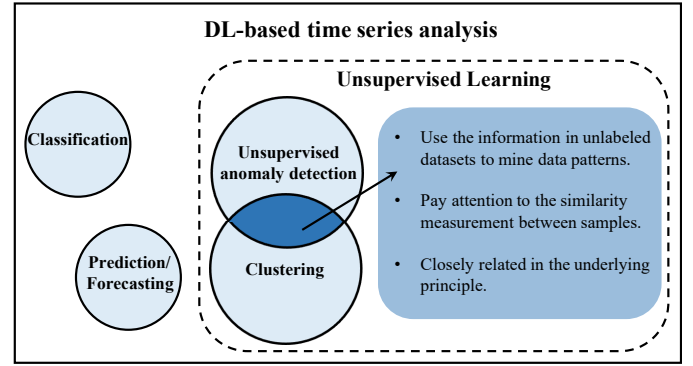 DL-based time series analysis
Unsupervised Learning
Classification
Unsupervised
anomaly detection
Clustering
Prediction/
Forecasting
• Use the information in unlabeled
datasets to mine data patterns.
• Pay attention to the similarity
measurement between samples.
• Closely related in the underlying
principle.